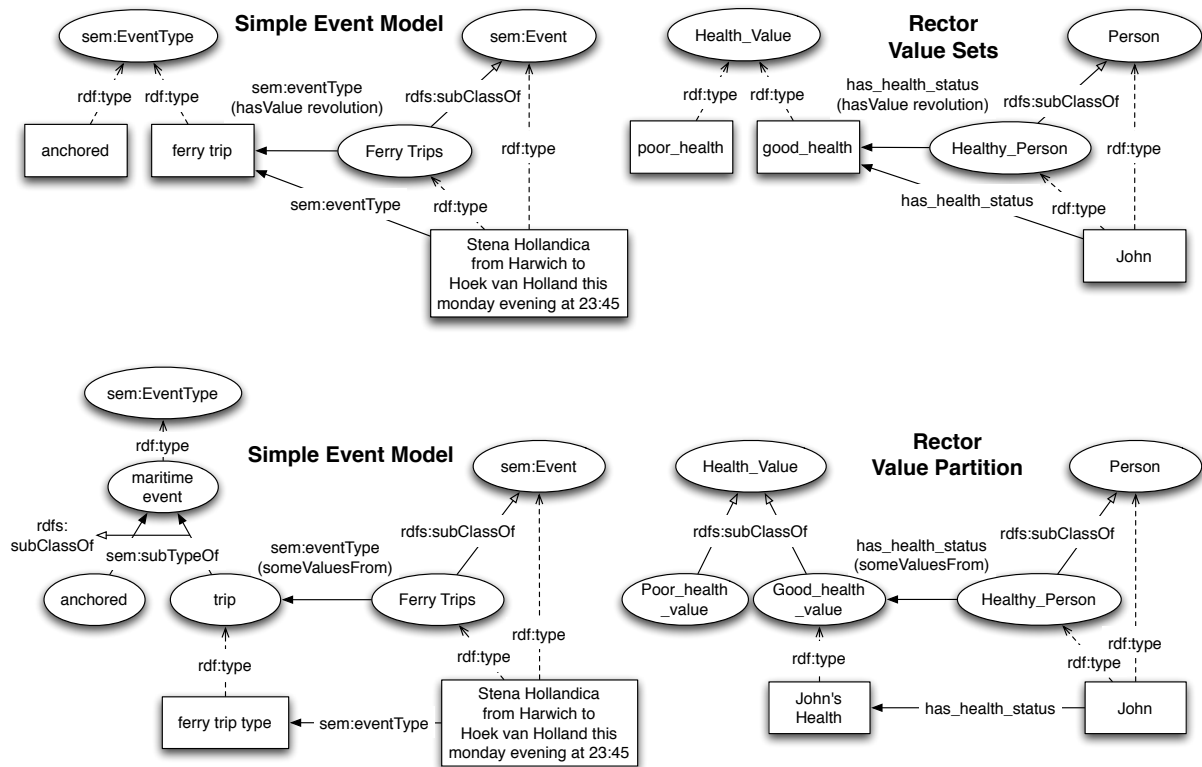 Simple Event Model
sem:EventType
sem:Event
rdf:type
rdf:type
sem:eventType
(hasValue revolution)
rdfs:subClassOf
rdf:type
anchored
ferry trip
Ferry Trips
sem:eventType
rdf:type
Stena Hollandica
from Harwich to
Hoek van Holland this
monday evening at 23:45
Rector
Value Sets
Health_Value
Person
rdf:type
rdf:type
has_health_status
(hasValue revolution)
rdfs:subClassOf
rdf:type
poor_health
good_health
Healthy_Person
has_health_status
rdf:type
John
sem:EventType
rdf:type
Simple Event Model
sem:Event
maritime
event
rdfs:
subClassOf
sem:subTypeOf
sem:eventType
(someValuesFrom)
rdfs:subClassOf
anchored
trip
Ferry Trips
rdf:type
rdf:type
rdf:type
ferry trip type
sem:eventType
Stena Hollandica
from Harwich to
Hoek van Holland this
monday evening at 23:45
Rector
Value Partition
Health_Value
Person
rdfs:subClassOf
has_health_status
(someValuesFrom)
rdfs:subClassOf
Poor_health
_value
Good_health
_value
Healthy_Person
rdf:type
rdf:type
rdf:type
John's
Health
has_health_status
John